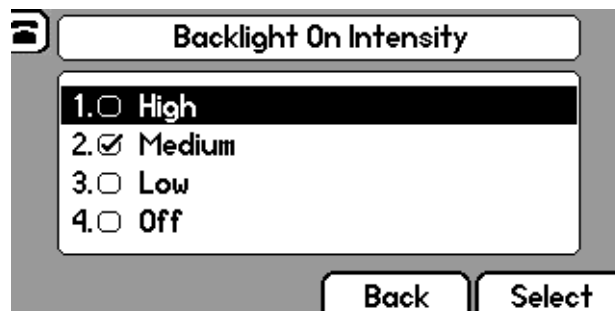 Backlight On Intensity
1. High
2. Medium
3. Low
4. Off
Back Select